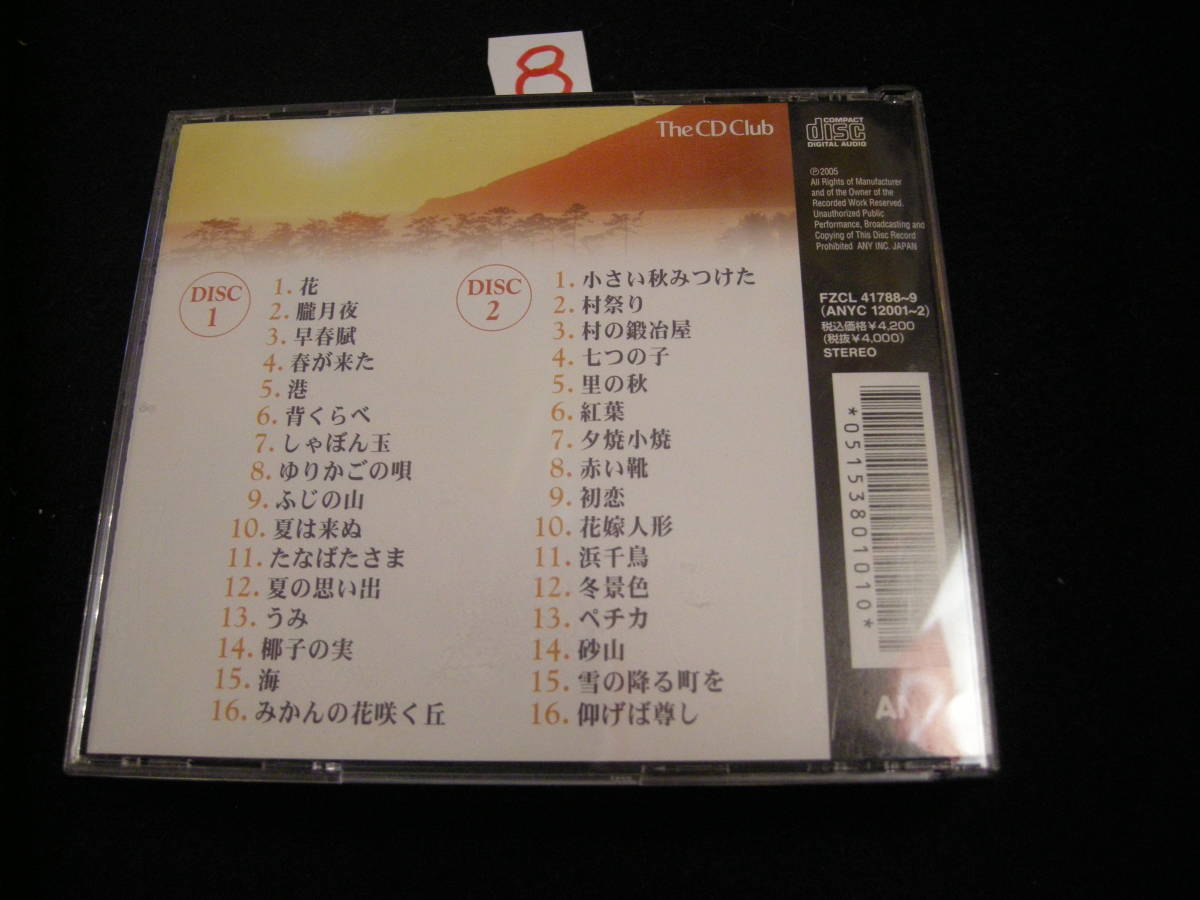 8
The CD Club
COMPACT
disc
DIGITAL AUDIO
℗2005
All Rights of Manufacturer
and of the Owner of the
Recorded Work Reserved.
Unauthorized Public
Performance, Broadcasting and
Copying of This Disc Record
Prohibited ANY INC. JAPAN
FZCL 41788~9
(ANYC 12001~2)
税込価格¥4,200
(税抜¥4,000)
STEREO
*05153801010*
DISC
1
1. 花
2. 朧月夜
3. 早春賦
4. 春が来た
5. 港
6. 背くらべ
7. しゃぼん玉
8. ゆりかごの唄
9. ふじの山
10. 夏は来ぬ
11. たなばたさま
12. 夏の思い出
13. うみ
14. 椰子の実
15. 海
16. みかんの花咲く丘
DISC
2
1. 小さい秋みつけた
2. 村祭り
3. 村の鍛冶屋
4. 七つの子
5. 里の秋
6. 紅葉
7. 夕焼小焼
8. 赤い靴
9. 初恋
10. 花嫁人形
11. 浜千鳥
12. 冬景色
13. ペチカ
14. 砂山
15. 雪の降る町を
16. 仰げば尊し